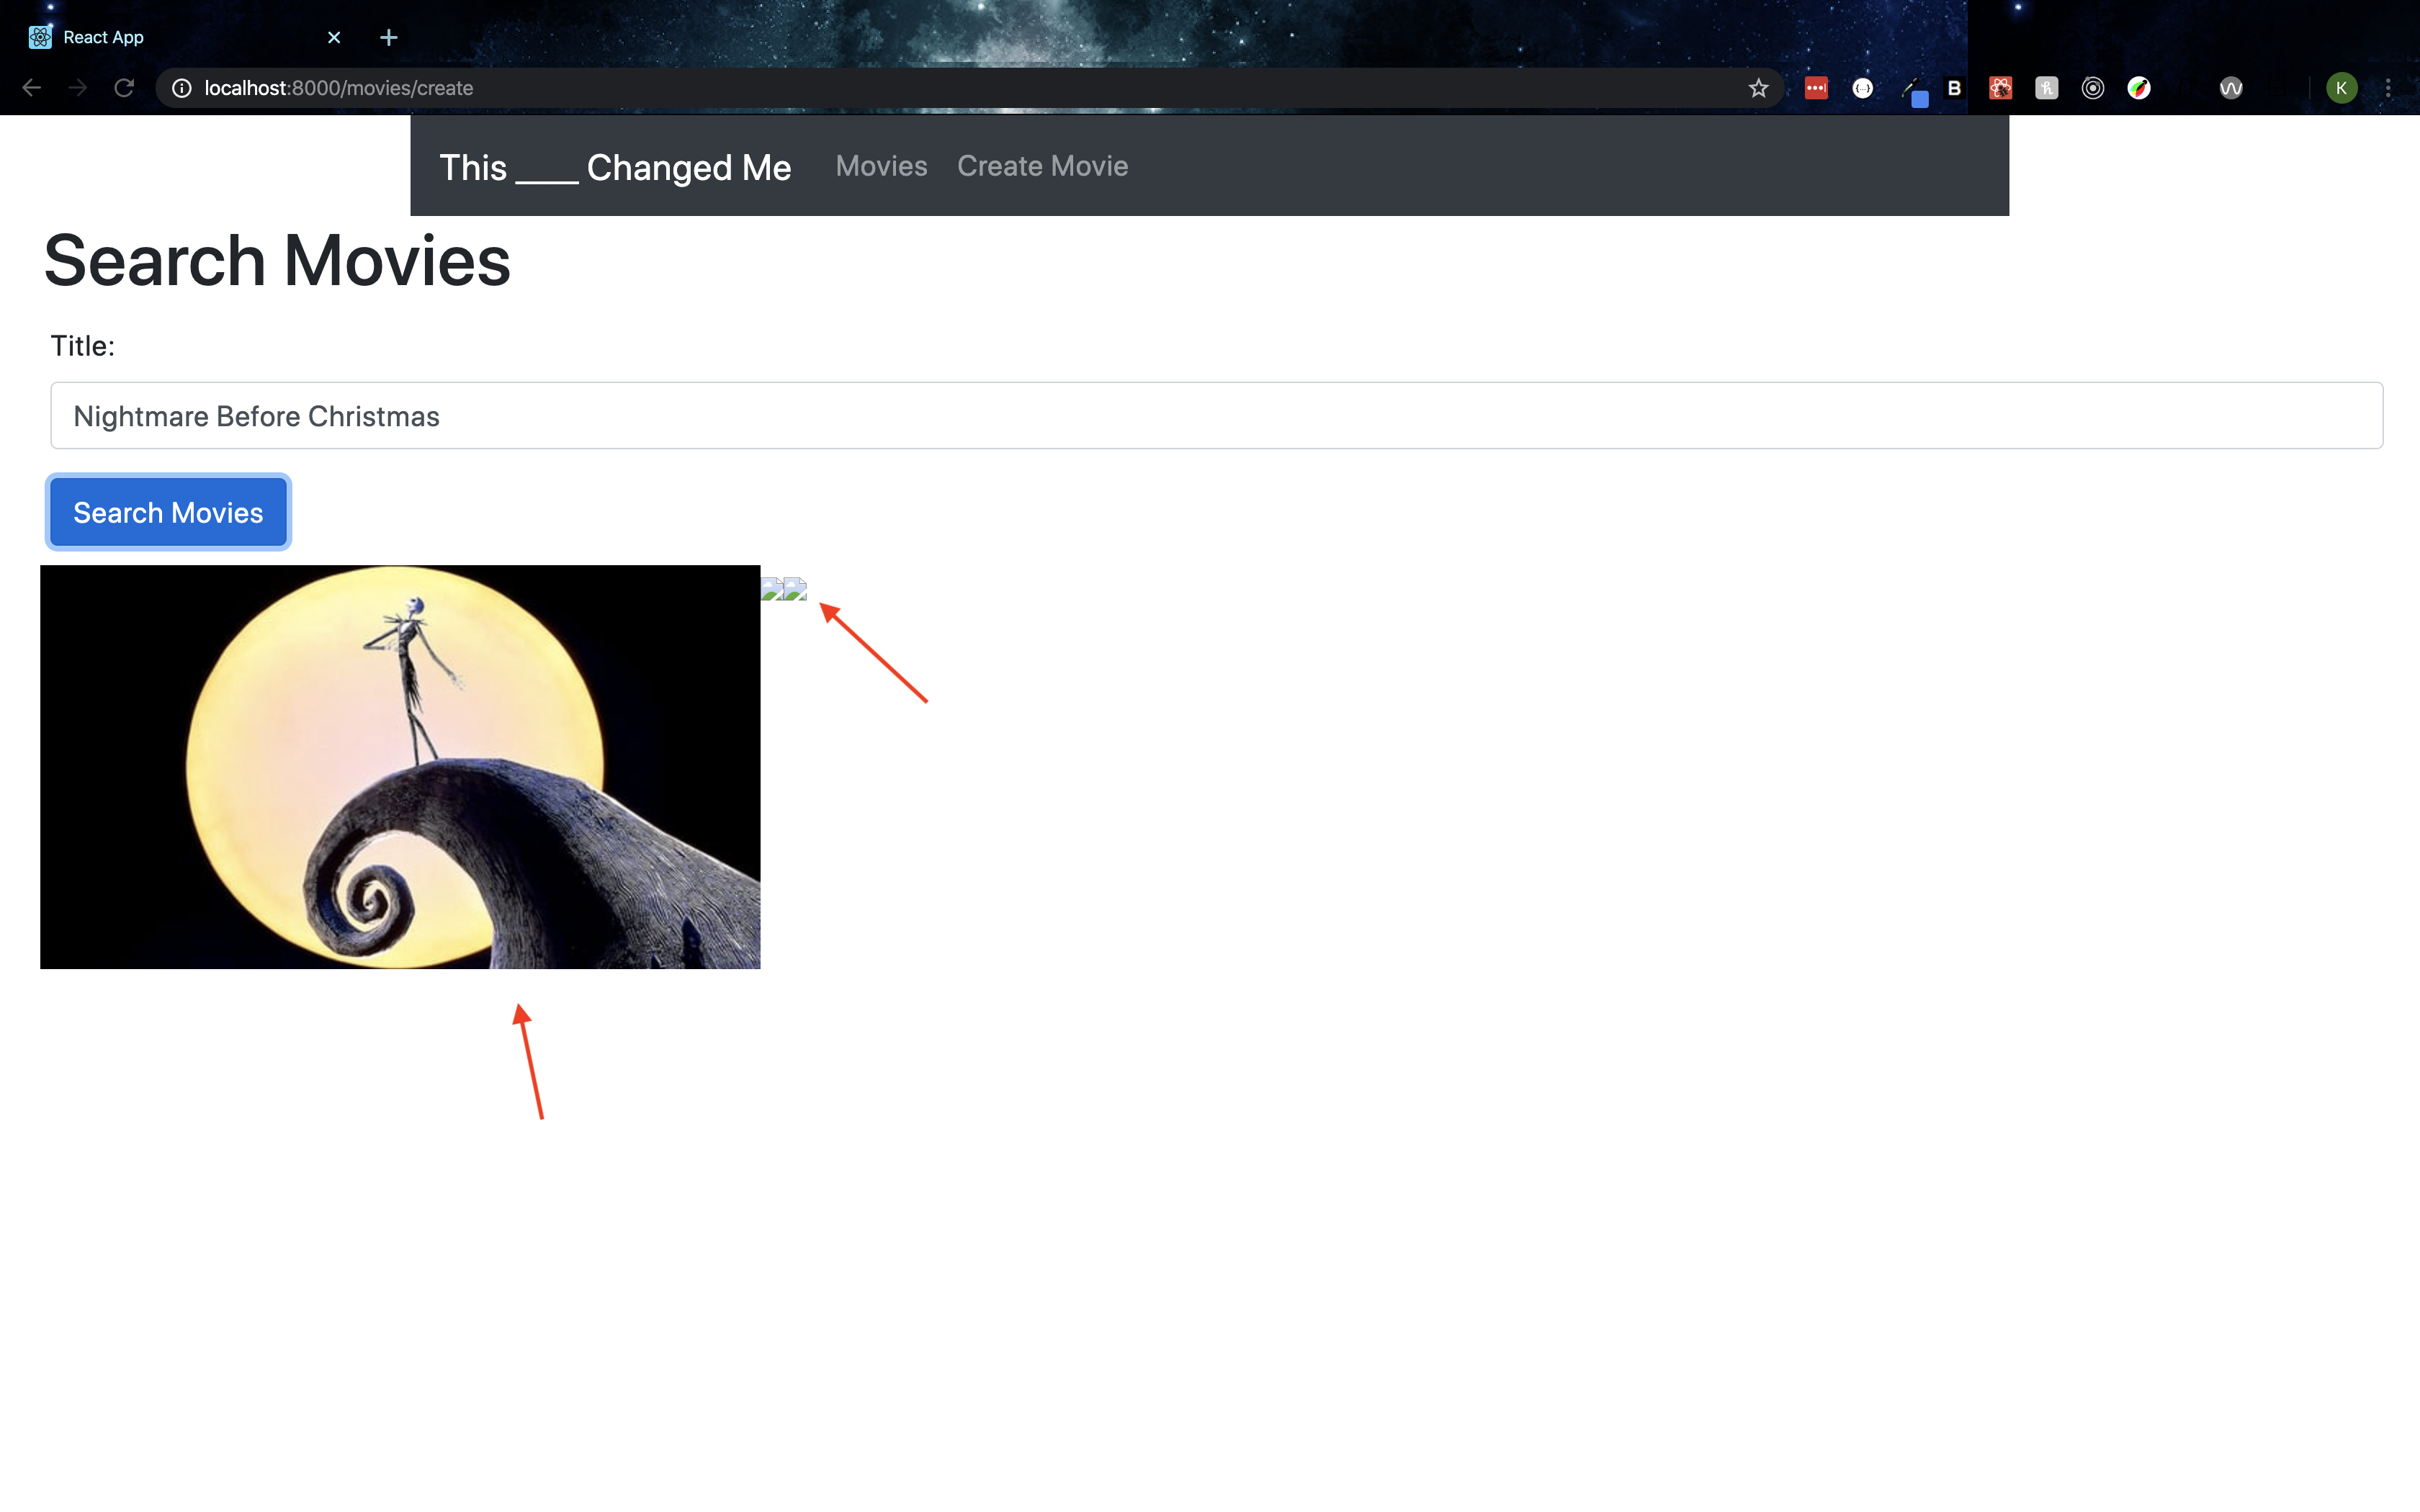 React App
localhost:8000/movies/create
B
K
This ____ Changed Me
Movies
Create Movie
Search Movies
Title:
Nightmare Before Christmas
Search Movies